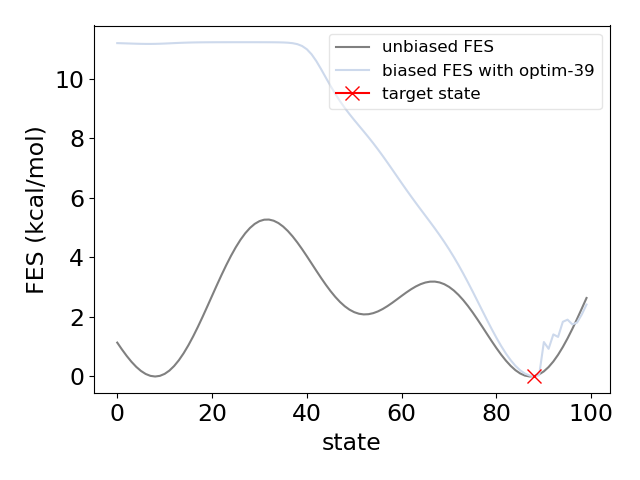 unbiased FES
biased FES with optim-39
target state
10
8
6
4
2
0
FES (kcal/mol)
0 20 40 60 80 100
state